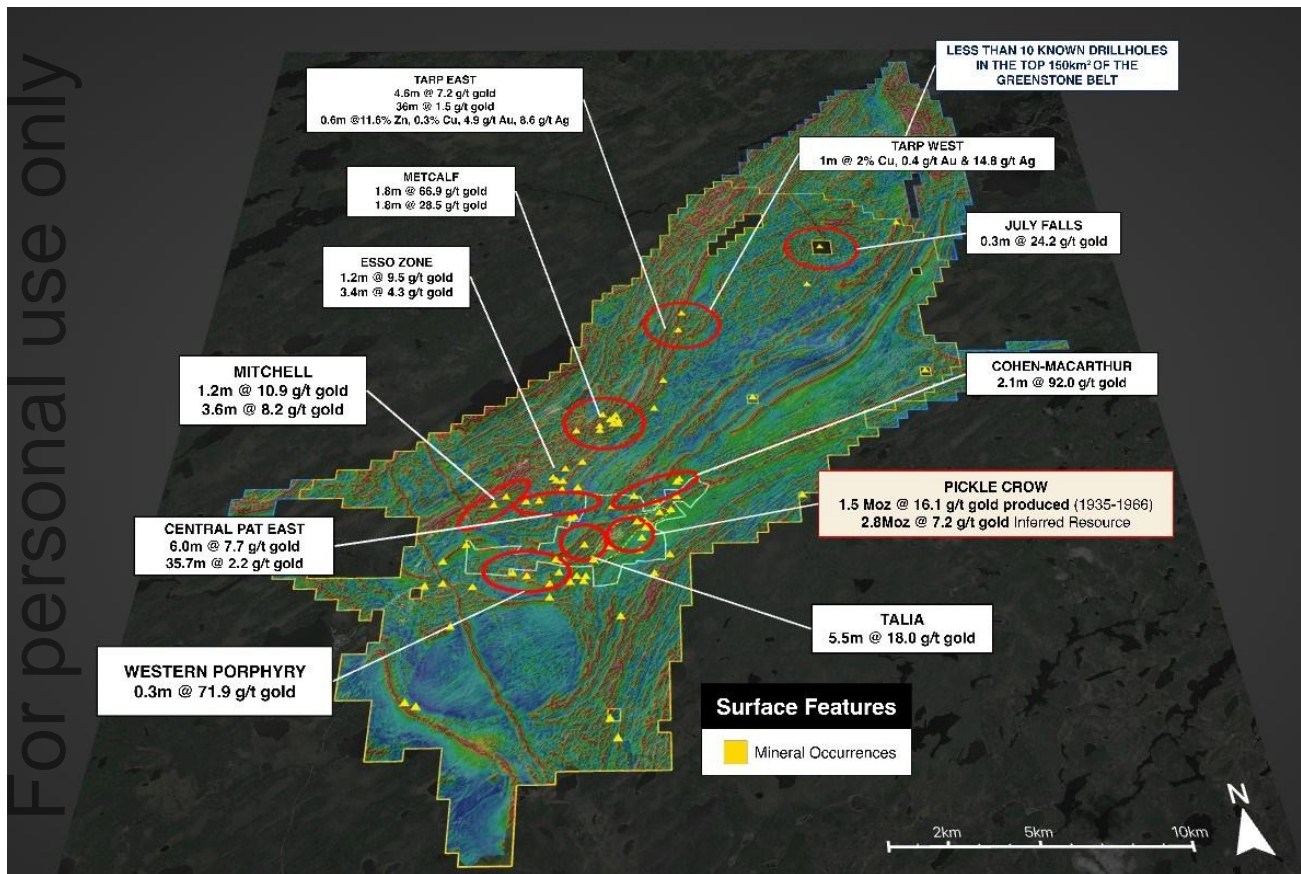 For personal use only
LESS THAN 10 KNOWN DRILLHOLES
IN THE TOP 150km² OF THE
GREENSTONE BELT
TARP EAST
4.6m @ 7.2 g/t gold
36m @ 1.5 g/t gold
0.6m @11.6% Zn, 0.3% Cu, 4.9 g/t Au, 8.6 g/t Ag
TARP WEST
1m @ 2% Cu, 0.4 g/t Au & 14.8 g/t Ag
METCALF
1.8m @ 66.9 g/t gold
1.8m @ 28.5 g/t gold
JULY FALLS
0.3m @ 24.2 g/t gold
ESSO ZONE
1.2m @ 9.5 g/t gold
3.4m @ 4.3 g/t gold
MITCHELL
1.2m @ 10.9 g/t gold
3.6m @ 8.2 g/t gold
COHEN-MACARTHUR
2.1m @ 92.0 g/t gold
PICKLE CROW
1.5 Moz @ 16.1 g/t gold produced (1935-1966)
2.8Moz @ 7.2 g/t gold Inferred Resource
CENTRAL PAT EAST
6.0m @ 7.7 g/t gold
35.7m @ 2.2 g/t gold
TALIA
5.5m @ 18.0 g/t gold
WESTERN PORPHYRY
0.3m @ 71.9 g/t gold
Surface Features
Mineral Occurrences
N
2km 5km 10km